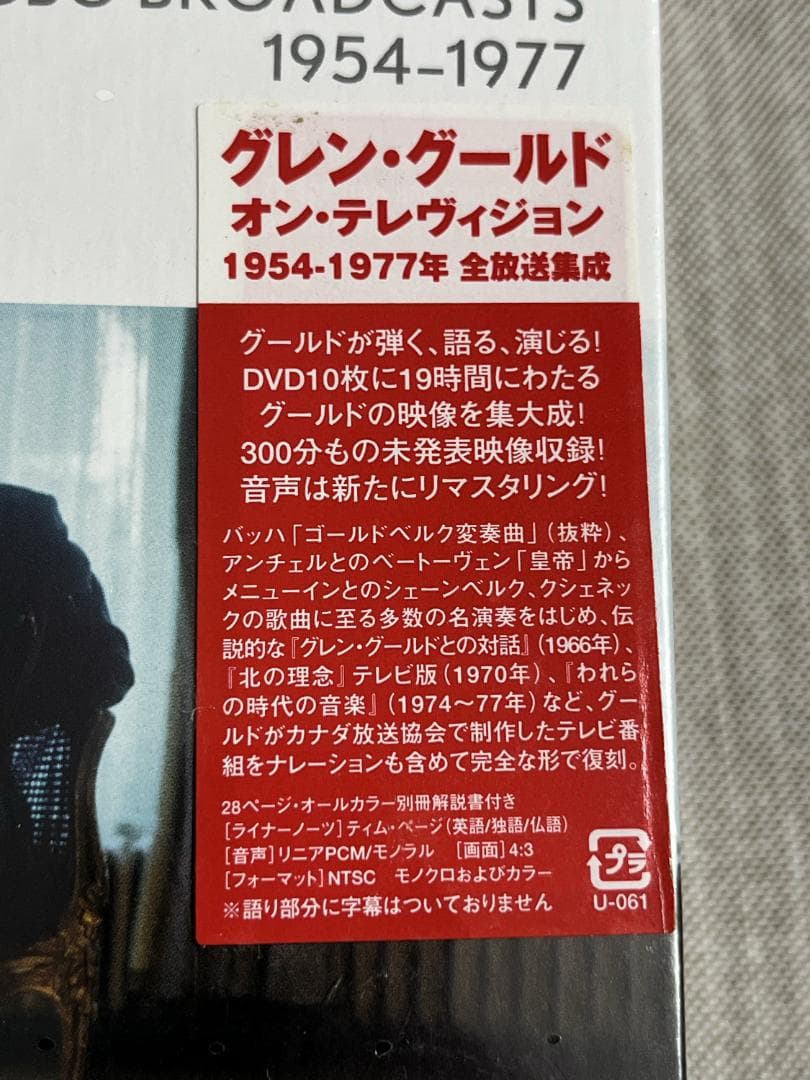 BROADCASTS
1954–1977
グレン・グールド
オン・テレヴィジョン
1954-1977年 全放送集成
グールドが弾く、語る、演じる!
DVD10枚に19時間にわたる
グールドの映像を集大成!
300分もの未発表映像収録!
音声は新たにリマスタリング!
バッハ「ゴールドベルク変奏曲」(抜粋)、
アンチェルとのベートーヴェン「皇帝」から
メニューインとのシェーンベルク、クシェネッ
クの歌曲に至る多数の名演奏をはじめ、伝
説的な『グレン・グールドとの対話』(1966年)、
『北の理念』テレビ版(1970年)、『われら
の時代の音楽』(1974〜77年)など、グー
ルドがカナダ放送協会で制作したテレビ番
組をナレーションも含めて完全な形で復刻。
28ページ・オールカラー別冊解説書付き
[ライナーノーツ]ティム・ページ(英語/独語/仏語)
[音声]リニアPCM/モノラル [画面]4:3
[フォーマット]NTSC モノクロおよびカラー
※語り部分に字幕はついておりません
プラ
U-061